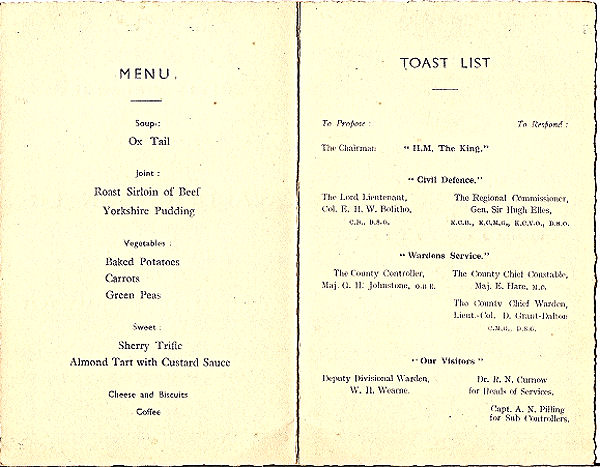 MENU.
Soup:
Ox Tail
Joint :
Roast Sirloin of Beef
Yorkshire Pudding
Vegetables :
Baked Potatoes
Carrots
Green Peas
Sweet :
Sherry Trifle
Almond Tart with Custard Sauce
Cheese and Biscuits
Coffee
TOAST LIST
To Propose : To Respond :
The Chairman "H.M. The King."
"Civil Defence."
The Lord Lieutenant, The Regional Commissioner,
Col. E. H. W. Bolitho, Gen. Sir Hugh Elles,
C.B., D.S.O. K.C.B., K.C.M.G., K.C.V.O., D.S.O.
"Wardens Service."
The County Controller, The County Chief Constable,
Maj. G. H. Johnstone, O.B.E. Maj. E. Hare, M.C.
The County Chief Warden,
Lieut.-Col. D. Grant-Dalton
C.M.G., D.S.O.
"Our Visitors"
Deputy Divisional Warden, Dr. R. N. Curnow
W. H. Wearne. for Heads of Services.
Capt. A. N. Pilling
for Sub Controllers.